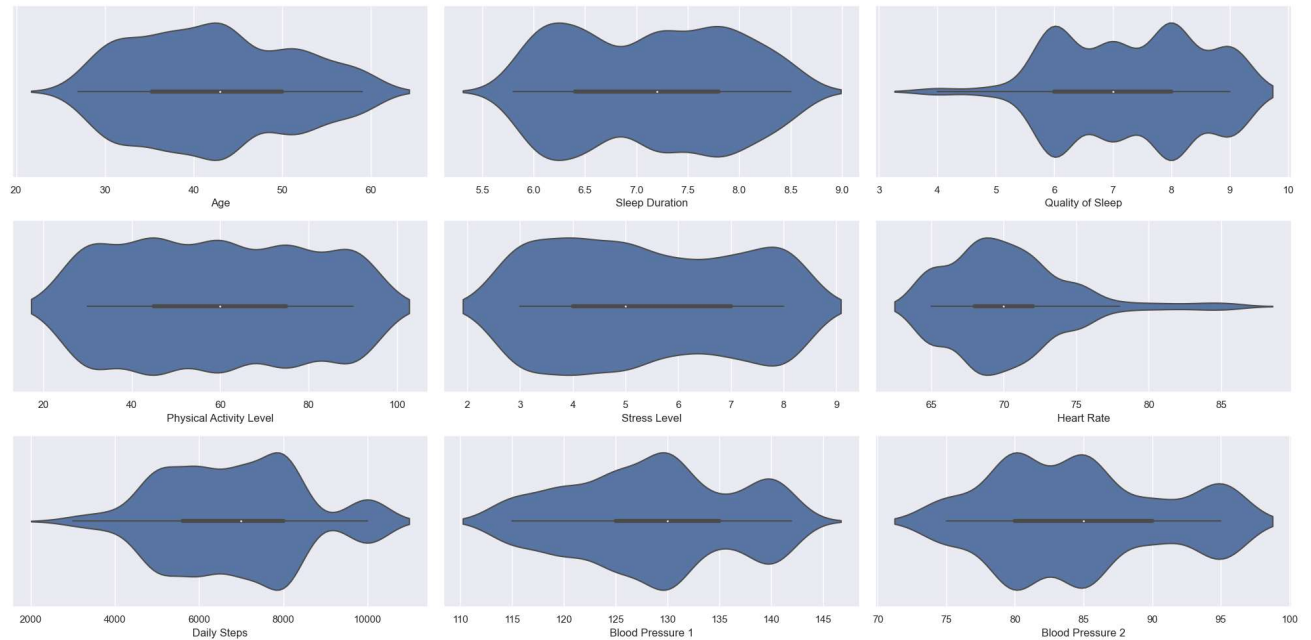 20 30 40 50 60
Age
5.5 6.0 6.5 7.0 7.5 8.0 8.5 9.0
Sleep Duration
3 4 5 6 7 8 9 10
Quality of Sleep
20 40 60 80 100
Physical Activity Level
2 3 4 5 6 7 8 9
Stress Level
65 70 75 80 85
Heart Rate
2000 4000 6000 8000 10000
Daily Steps
110 115 120 125 130 135 140 145
Blood Pressure 1
70 75 80 85 90 95 100
Blood Pressure 2